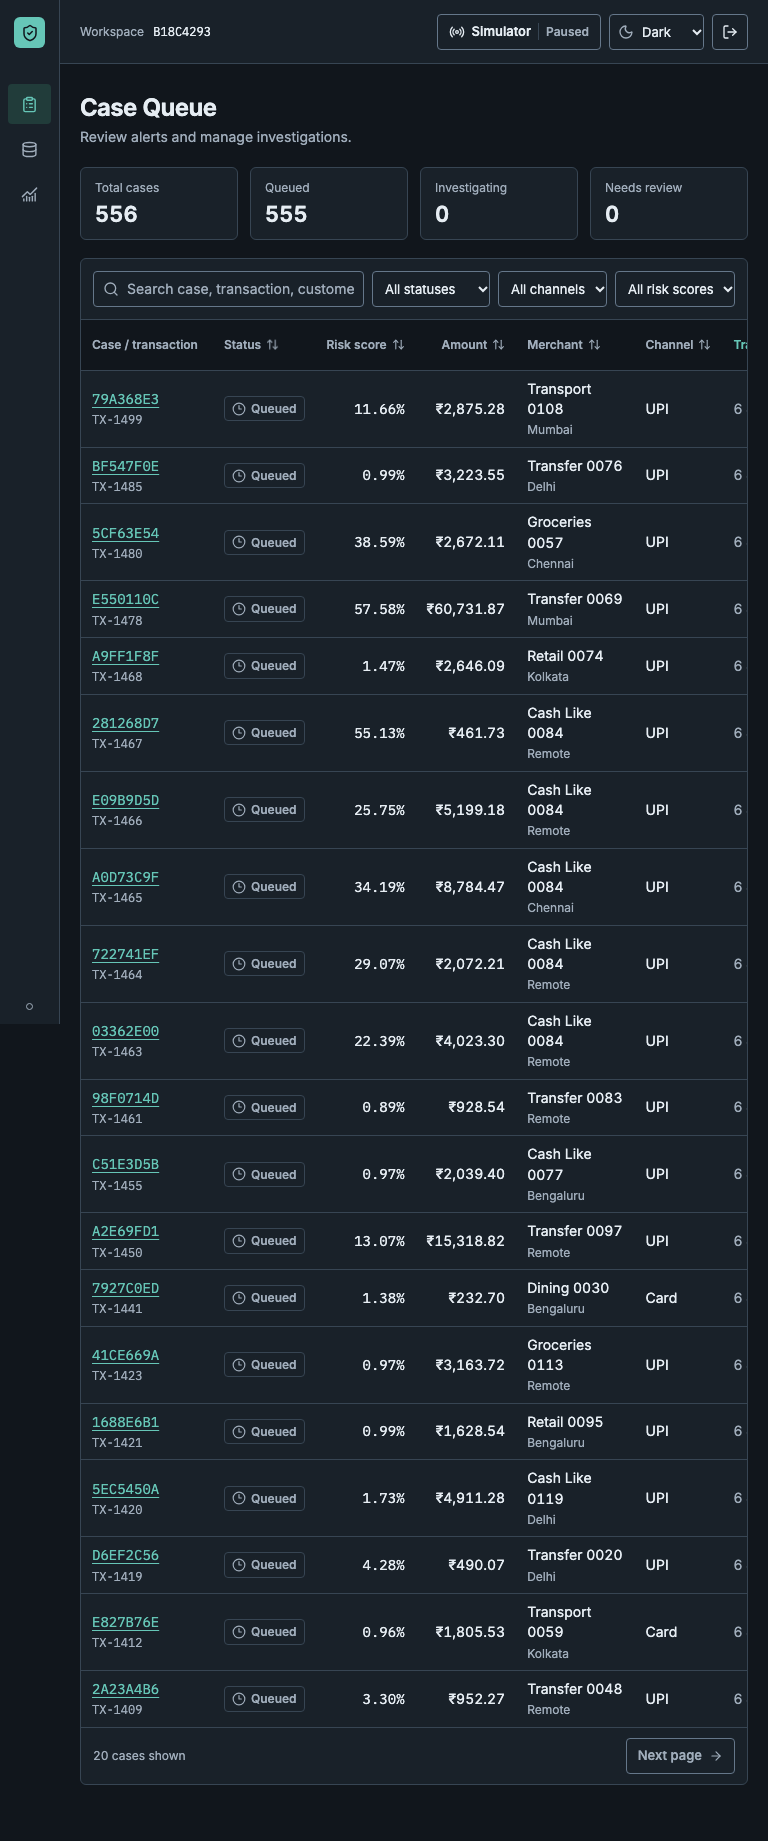 Workspace B18C4293
Simulator Paused
Dark
Case Queue
Review alerts and manage investigations.
Total cases
556
Queued
555
Investigating
0
Needs review
0
Search case, transaction, custome
All statuses
All channels
All risk scores
Case / transaction Status Risk score Amount Merchant Channel Tra
79A368E3
TX-1499
Queued
11.66%
₹2,875.28
Transport
0108
Mumbai
UPI
6
BF547F0E
TX-1485
Queued
0.99%
₹3,223.55
Transfer 0076
Delhi
UPI
6
5CF63E54
TX-1480
Queued
38.59%
₹2,672.11
Groceries
0057
Chennai
UPI
6
E550110C
TX-1478
Queued
57.58%
₹60,731.87
Transfer 0069
Mumbai
UPI
6
A9FF1F8F
TX-1468
Queued
1.47%
₹2,646.09
Retail 0074
Kolkata
UPI
6
281268D7
TX-1467
Queued
55.13%
₹461.73
Cash Like
0084
Remote
UPI
6
E09B9D5D
TX-1466
Queued
25.75%
₹5,199.18
Cash Like
0084
Remote
UPI
6
A0D73C9F
TX-1465
Queued
34.19%
₹8,784.47
Cash Like
0084
Chennai
UPI
6
722741EF
TX-1464
Queued
29.07%
₹2,072.21
Cash Like
0084
Remote
UPI
6
03362E00
TX-1463
Queued
22.39%
₹4,023.30
Cash Like
0084
Remote
UPI
6
98F0714D
TX-1461
Queued
0.89%
₹928.54
Transfer 0083
Remote
UPI
6
C51E3D5B
TX-1455
Queued
0.97%
₹2,039.40
Cash Like
0077
Bengaluru
UPI
6
A2E69FD1
TX-1450
Queued
13.07%
₹15,318.82
Transfer 0097
Remote
UPI
6
7927C0ED
TX-1441
Queued
1.38%
₹232.70
Dining 0030
Bengaluru
Card
6
41CE669A
TX-1423
Queued
0.97%
₹3,163.72
Groceries
0113
Remote
UPI
6
1688E6B1
TX-1421
Queued
0.99%
₹1,628.54
Retail 0095
Bengaluru
UPI
6
5EC5450A
TX-1420
Queued
1.73%
₹4,911.28
Cash Like
0119
Delhi
UPI
6
D6EF2C56
TX-1419
Queued
4.28%
₹490.07
Transfer 0020
Delhi
UPI
6
E827B76E
TX-1412
Queued
0.96%
₹1,805.53
Transport
0059
Kolkata
Card
6
2A23A4B6
TX-1409
Queued
3.30%
₹952.27
Transfer 0048
Remote
UPI
6
20 cases shown
Next page